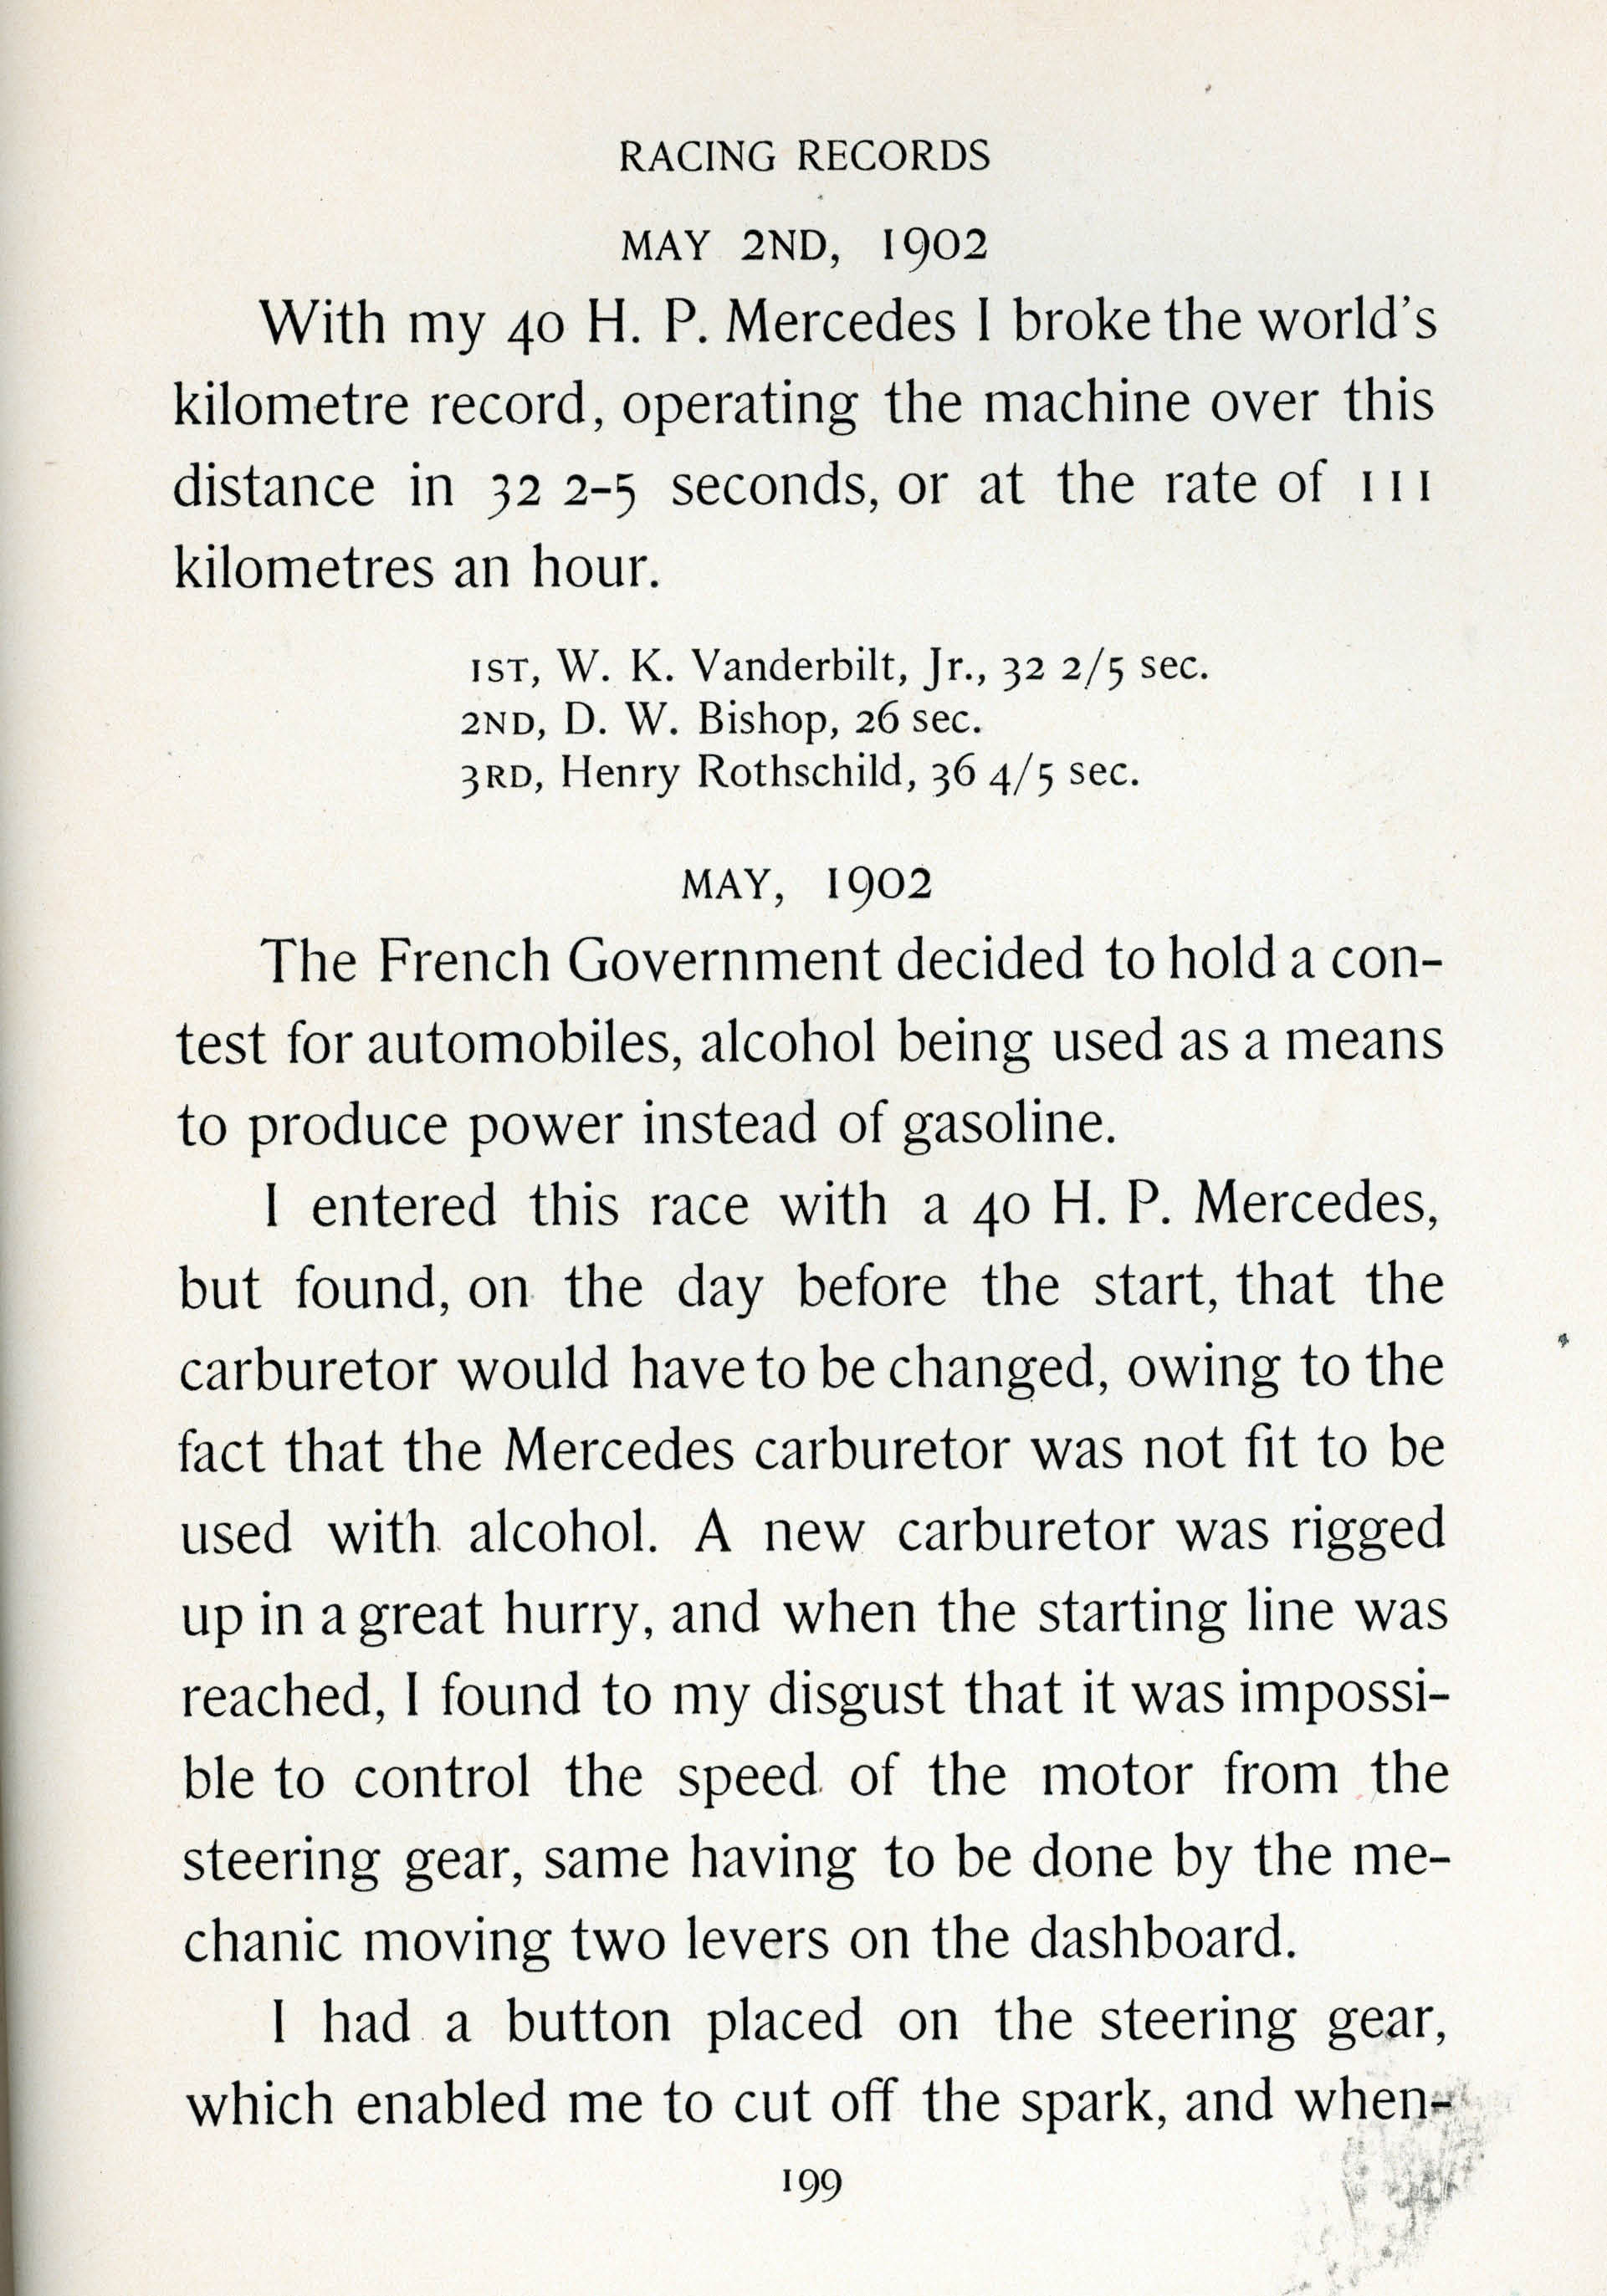 RACING RECORDS
MAY 2ND, 1902
With my 40 H. P. Mercedes I broke the world's
kilometre record, operating the machine over this
distance in 32 2-5 seconds, or at the rate of 111
kilometres an hour.
1ST, W. K. Vanderbilt, Jr., 32 2/5 sec.
2ND, D. W. Bishop, 26 sec.
3RD, Henry Rothschild, 36 4/5 sec.
MAY, 1902
The French Government decided to hold a con-
test for automobiles, alcohol being used as a means
to produce power instead of gasoline.
I entered this race with a 40 H. P. Mercedes,
but found, on the day before the start, that the
carburetor would have to be changed, owing to the
fact that the Mercedes carburetor was not fit to be
used with alcohol. A new carburetor was rigged
up in a great hurry, and when the starting line was
reached, I found to my disgust that it was impossi-
ble to control the speed of the motor from the
steering gear, same having to be done by the me-
chanic moving two levers on the dashboard.
I had a button placed on the steering gear,
which enabled me to cut off the spark, and when-
199